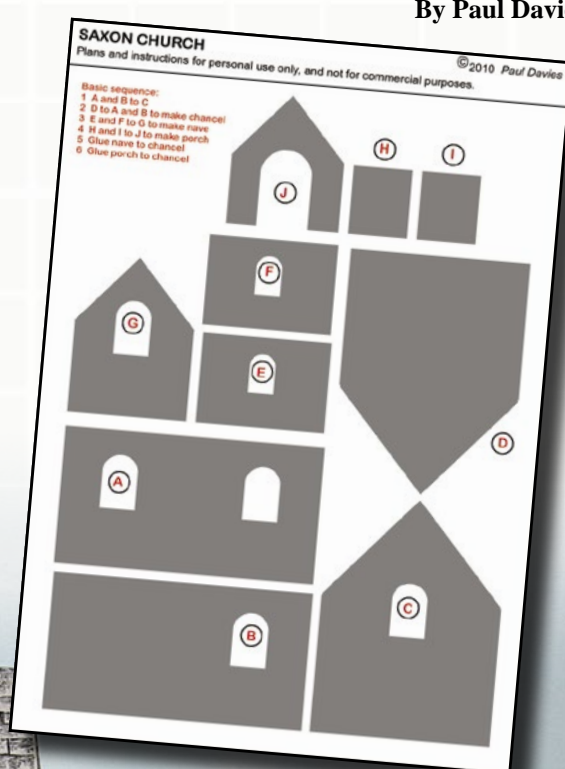 By Paul Davi
SAXON CHURCH
©2010 Paul Davies
Plans and instructions for personal use only, and not for commercial purposes.
Basic sequence:
1 A and B to C
2 D to A and B to make chancel
3 E and F to G to make nave
4 H and I to J to make porch
5 Glue nave to chancel
6 Glue porch to chancel
H
I
J
F
G
E
D
A
C
B